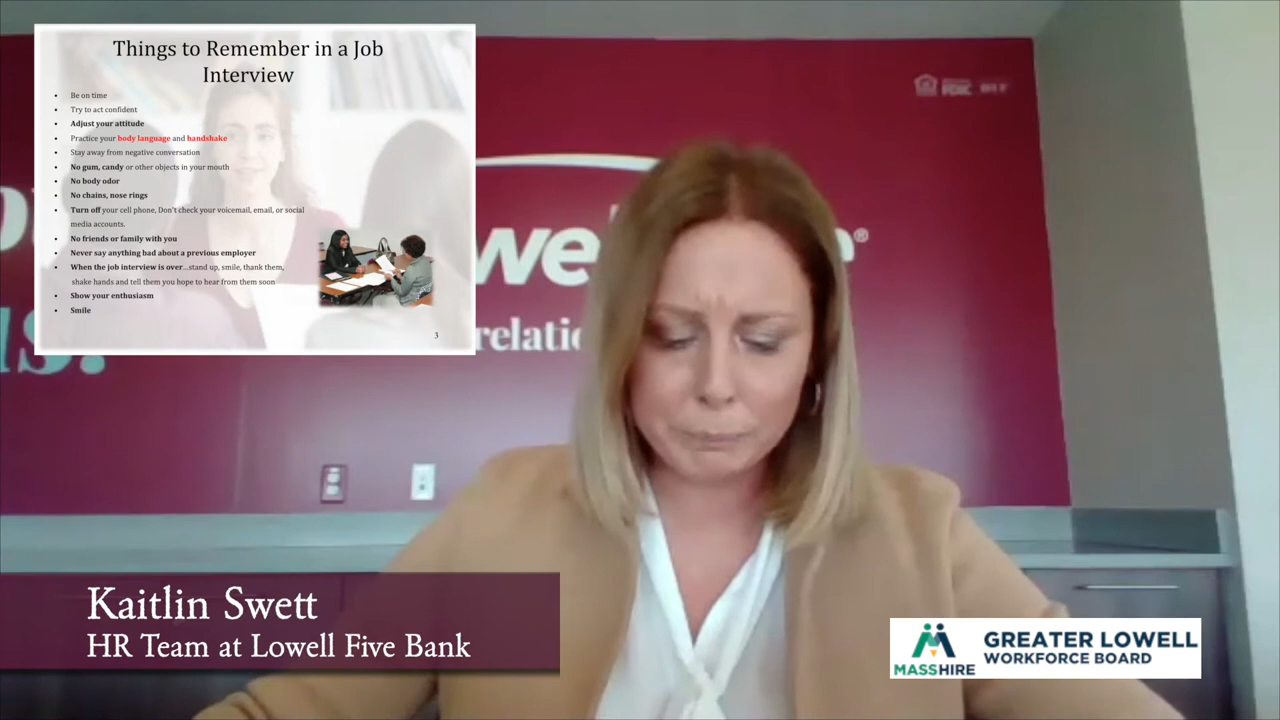 Things to Remember in a Job
Interview
• Be on time
• Try to act confident
• Adjust your attitude
• Practice your body language and handshake
• Stay away from negative conversation
• No gum, candy or other objects in your mouth
• No body odor
• No chains, nose rings
• Turn off your cell phone, Don't check your voicemail, email, or social
media accounts.
• No friends or family with you
• Never say anything bad about a previous employer
• When the job interview is over...stand up, smile, thank them,
shake hands and tell them you hope to hear from them soon
• Show your enthusiasm
• Smile
3
FDIC
we
e®
relatio
Kaitlin Swett
HR Team at Lowell Five Bank
MASSHIRE
GREATER LOWELL
WORKFORCE BOARD